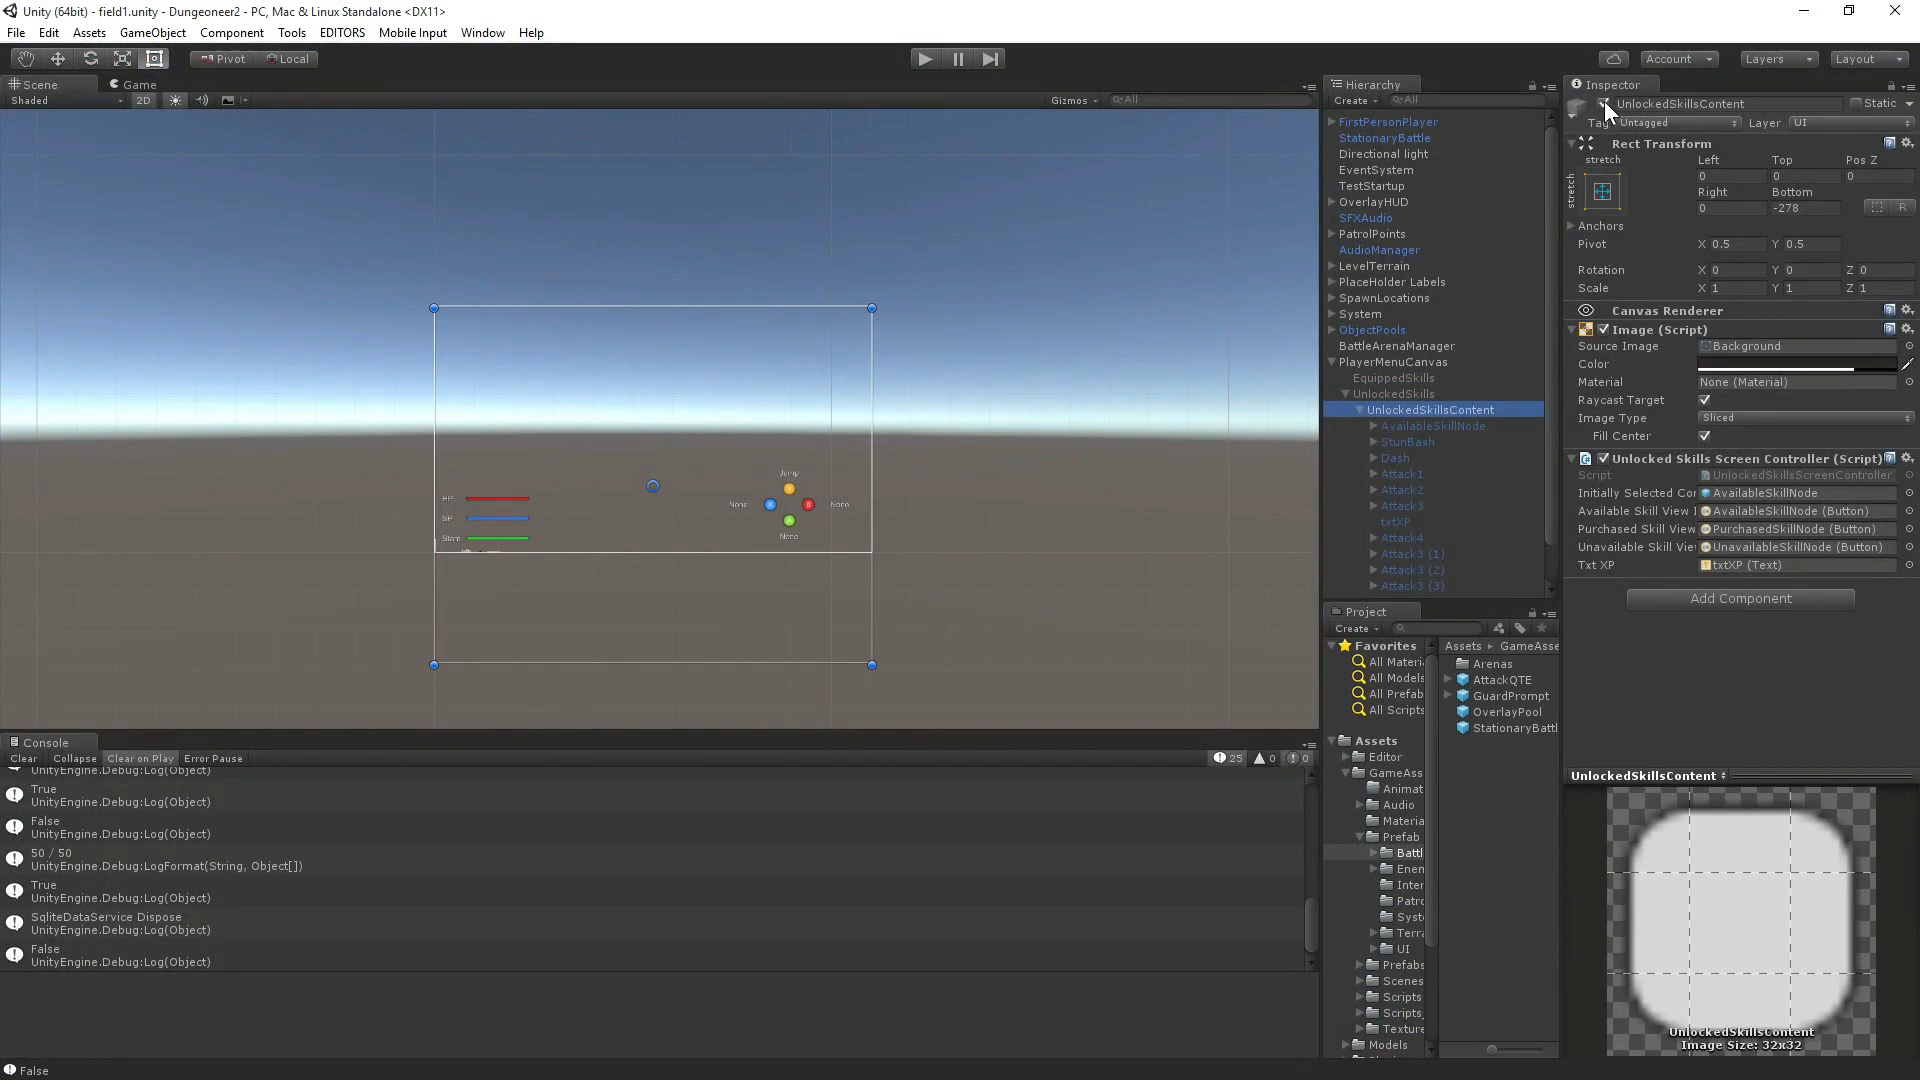 Unity (64bit) - field1.unity - Dungeoneer2 - PC, Mac & Linux Standalone <DX11>
File Edit Assets GameObject Component Tools EDITORS Mobile Input Window Help
Pivot Local
Account Layers Layout
Scene Game
Shaded 2D Gizmos All
HP
SP
Stam
Jump
None None
None
Console
Clear Collapse Clear on Play Error Pause 25 0 0
UnityEngine.Debug:Log(Object)
True
UnityEngine.Debug:Log(Object)
False
UnityEngine.Debug:Log(Object)
50 / 50
UnityEngine.Debug:LogFormat(String, Object[])
True
UnityEngine.Debug:Log(Object)
SqliteDataService Dispose
UnityEngine.Debug:Log(Object)
False
UnityEngine.Debug:Log(Object)
False
Hierarchy
Create All
FirstPersonPlayer
StationaryBattle
Directional light
EventSystem
TestStartup
OverlayHUD
SFXAudio
PatrolPoints
AudioManager
LevelTerrain
PlaceHolder Labels
SpawnLocations
System
ObjectPools
BattleArenaManager
PlayerMenuCanvas
EquippedSkills
UnlockedSkills
UnlockedSkillsContent
AvailableSkillNode
StunBash
Dash
Attack1
Attack2
Attack3
txtXP
Attack4
Attack3 (1)
Attack3 (2)
Attack3 (3)
Project
Create
Favorites
All Materi
All Models
All Prefab
All Scripts
Assets
Editor
GameAss
Animat
Audio
Materia
Prefab
Battl
Enen
Inter
Patro
Syst
Terra
UI
Prefabs
Scenes
Scripts
Scripts_
Texture
Models
Assets ▸ GameAsse
Arenas
AttackQTE
GuardPrompt
OverlayPool
StationaryBattl
Inspector
UnlockedSkillsContent Static
Tag Untagged Layer UI
Rect Transform
stretch Left Top Pos Z
stretch 0 0 0
Right Bottom
0 -278 R
Anchors
Pivot X 0.5 Y 0.5
Rotation X 0 Y 0 Z 0
Scale X 1 Y 1 Z 1
Canvas Renderer
Image (Script)
Source Image Background
Color
Material None (Material)
Raycast Target
Image Type Sliced
Fill Center
Unlocked Skills Screen Controller (Script)
Script UnlockedSkillsScreenController
Initially Selected Cor AvailableSkillNode
Available Skill View AvailableSkillNode (Button)
Purchased Skill View PurchasedSkillNode (Button)
Unavailable Skill Vie UnavailableSkillNode (Button)
Txt XP txtXP (Text)
Add Component
UnlockedSkillsContent
UnlockedSkillsContent
Image Size: 32x32